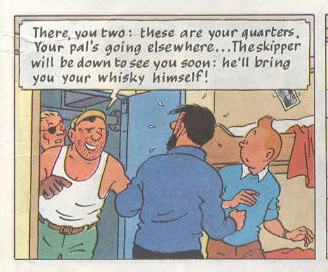 There, you two: these are your quarters.
Your pal's going elsewhere...The skipper
will be down to see you soon: he'll bring
you your whisky himself!